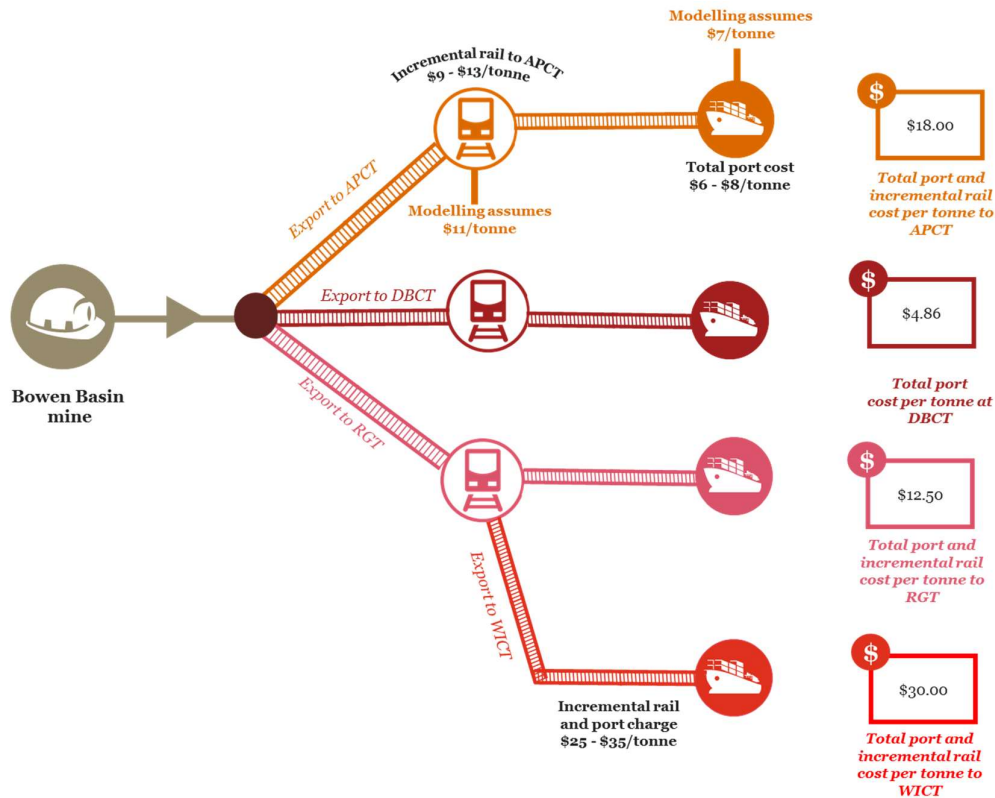 Modelling assumes
$7/tonne
Incremental rail to APCT
$9 - $13/tonne
$
$18.00
Total port cost
$6 - $8/tonne
Total port and
incremental rail
cost per tonne to
APCT
Export to APCT
Modelling assumes
$11/tonne
Export to DBCT
$
$4.86
Bowen Basin
mine
Total port
cost per tonne at
DBCT
Export to RGT
$
$12.50
Total port and
incremental rail
cost per tonne to
RGT
Export to WICT
$
$30.00
Incremental rail
and port charge
$25 - $35/tonne
Total port and
incremental rail
cost per tonne to
WICT